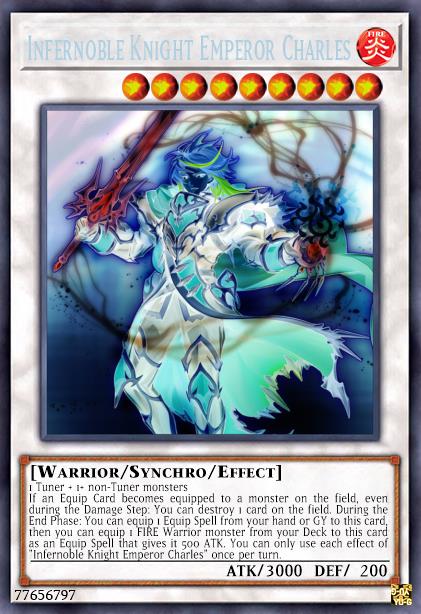 Infernoble Knight Emperor Charles
FIRE
炎
[Warrior/Synchro/Effect]
1 Tuner + 1+ non-Tuner monsters
If an Equip Card becomes equipped to a monster on the field, even
during the Damage Step: You can destroy 1 card on the field. During the
End Phase: You can equip 1 Equip Spell from your hand or GY to this card,
then you can equip 1 FIRE Warrior monster from your Deck to this card
as an Equip Spell that gives it 500 ATK. You can only use each effect of
"Infernoble Knight Emperor Charles" once per turn.
ATK/3000 DEF/ 200
77656797